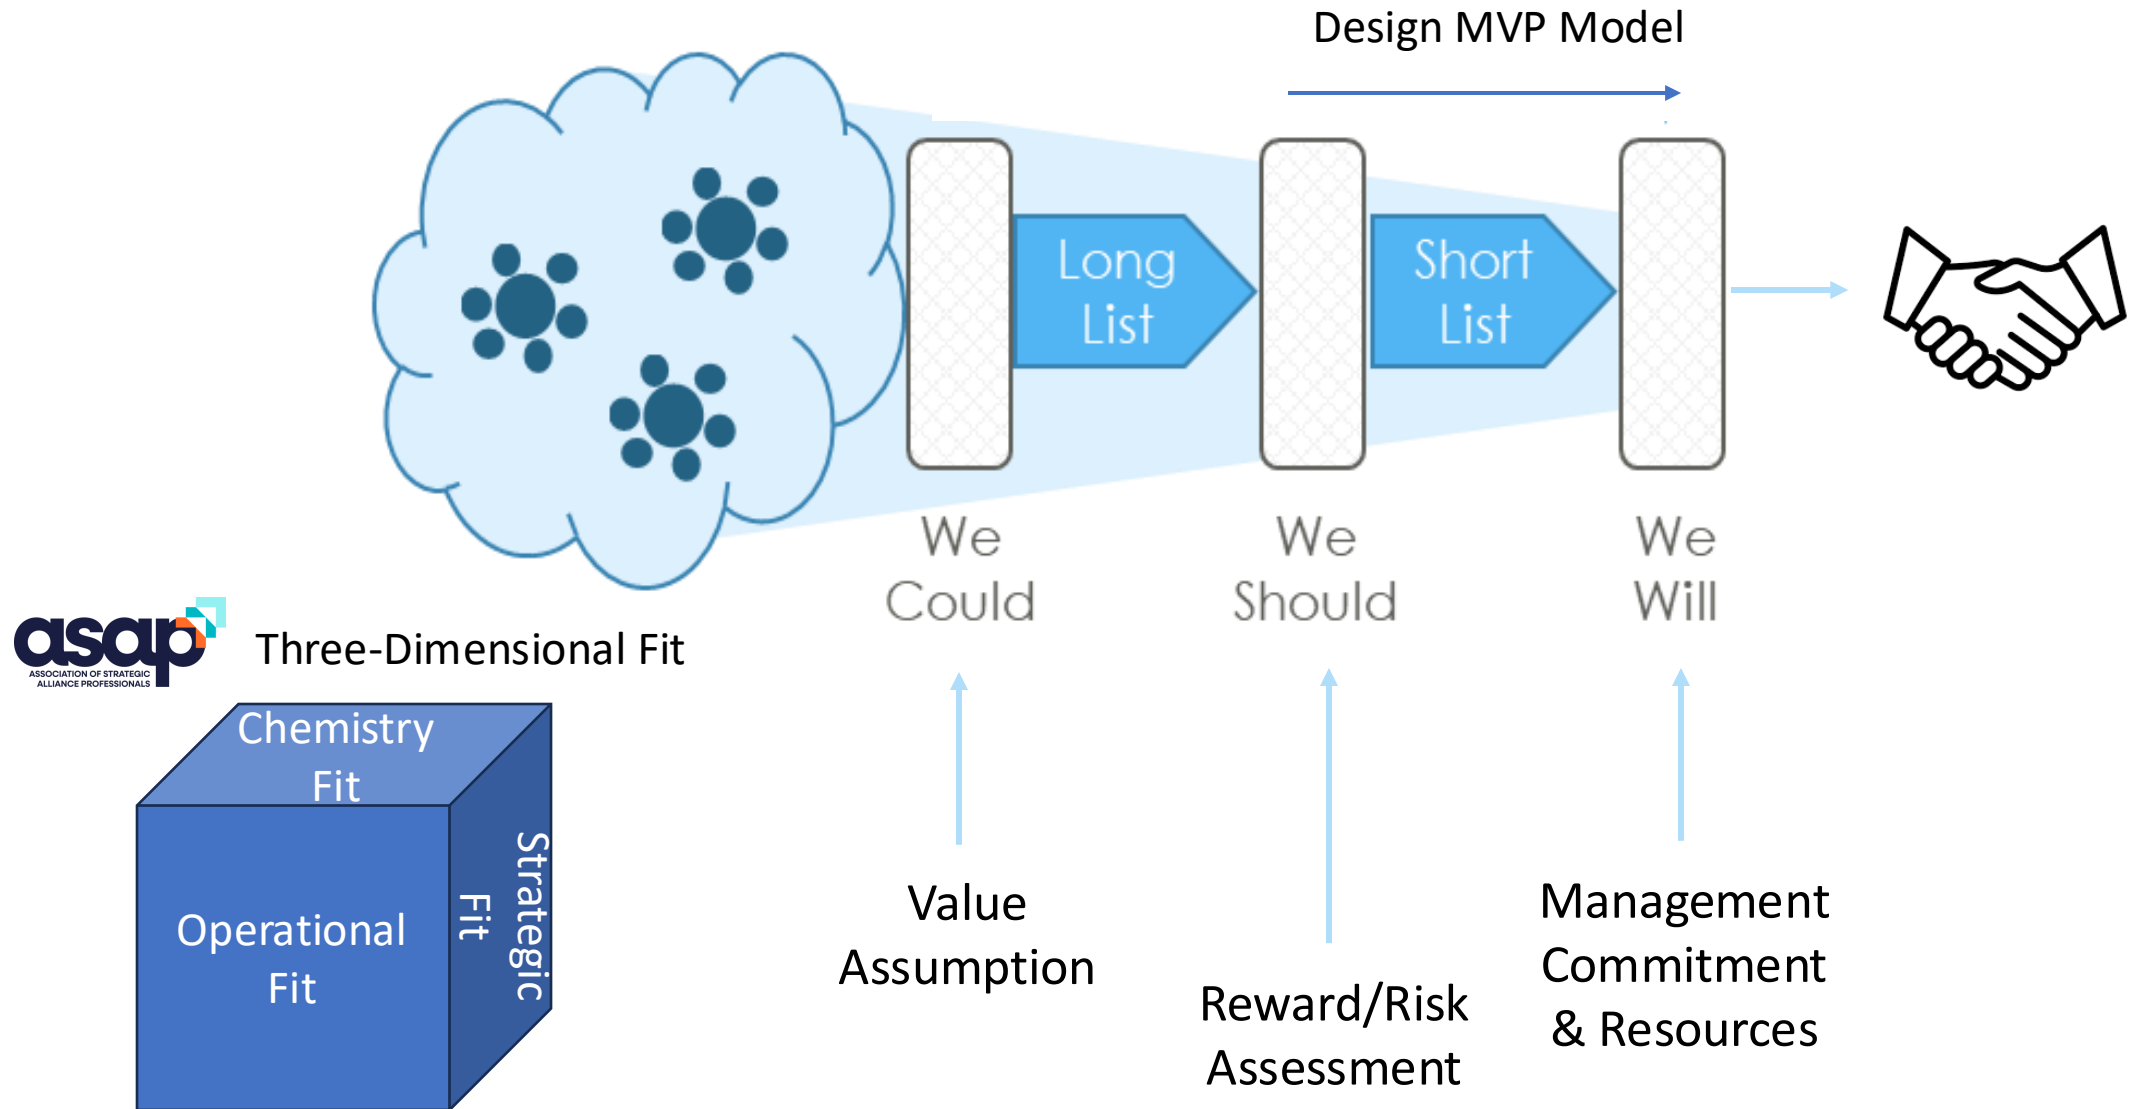 Design MVP Model
Long
List
Short
List
We
Could
We
Should
We
Will
asap
ASSOCIATION OF STRATEGIC
ALLIANCE PROFESSIONALS
Three-Dimensional Fit
Chemistry
Fit
Operational
Fit
Strategic
Fit
Value
Assumption
Reward/Risk
Assessment
Management
Commitment
& Resources